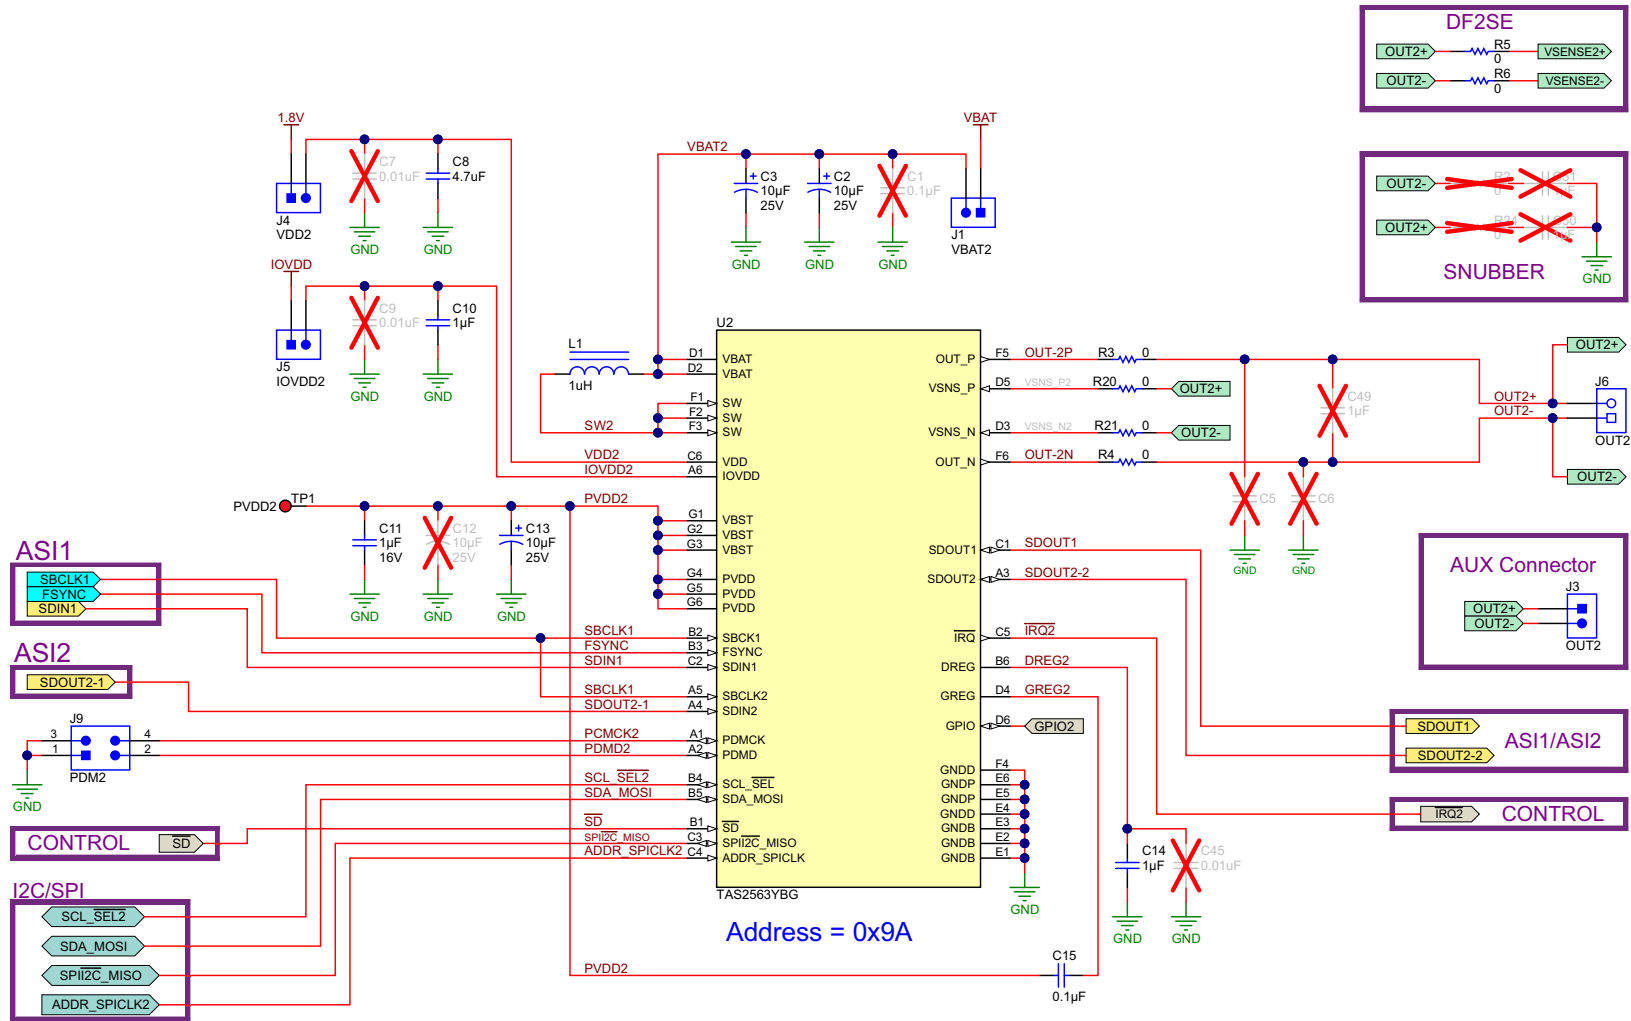 DF2SE
OUT2+ R5 0 VSENSE2+
OUT2- R6 0 VSENSE2-
SNUBBER
OUT2-
OUT2+
GND
1.8V
C7 0.01uF
C8 4.7uF
J4 VDD2
GND GND
IOVDD
C9 0.01uF
C10 1µF
J5 IOVDD2
GND GND
VBAT
VBAT2
C3 10µF 25V
C2 10µF 25V
C1 0.1µF
J1 VBAT2
GND GND GND
L1 1uH
SW2
VDD2
IOVDD2
PVDD2 TP1 PVDD2
C11 1µF 16V
C12 10µF 25V
C13 10µF 25V
GND GND GND
U2
D1 VBAT
D2 VBAT
F1 SW
F2 SW
F3 SW
C6 VDD
A6 IOVDD
G1 VBST
G2 VBST
G3 VBST
G4 PVDD
G5 PVDD
G6 PVDD
SBCLK1 B2 SBCK1
FSYNC B3 FSYNC
SDIN1 C2 SDIN1
SBCLK1 A5 SBCLK2
SDOUT2-1 A4 SDIN2
PCMCK2 A1 PDMCK
PDMD2 A2 PDMD
SCL_SEL2 B4 SCL_SEL
SDA_MOSI B5 SDA_MOSI
SD B1 SD
SPII2C_MISO C3 SPII2C_MISO
ADDR_SPICLK2 C4 ADDR_SPICLK
TAS2563YBG
Address = 0x9A
OUT_P F5 OUT-2P R3 0
VSNS_P D5 VSNS_P2 R20 0 OUT2+
VSNS_N D3 VSNS_N2 R21 0 OUT2-
OUT_N F6 OUT-2N R4 0
SDOUT1 C1 SDOUT1
SDOUT2 A3 SDOUT2-2
IRQ C5 IRQ2
DREG B6 DREG2
GREG D4 GREG2
GPIO D6 GPIO2
GNDD F4
GNDP E6
GNDP E5
GNDD E4
GNDB E3
GNDB E2
GNDB E1
GND
C49 1µF
C5 C6
GND GND
OUT2+
OUT2+
OUT2-
J6 OUT2
OUT2-
AUX Connector
J3
OUT2+
OUT2-
OUT2
SDOUT1
SDOUT2-2
ASI1/ASI2
IRQ2 CONTROL
C14 1µF
C45 0.01uF
GND GND
PVDD2
C15 0.1µF
ASI1
SBCLK1
FSYNC
SDIN1
ASI2
SDOUT2-1
J9
3 4
1 2
PDM2
GND
CONTROL SD
I2C/SPI
SCL_SEL2
SDA_MOSI
SPII2C_MISO
ADDR_SPICLK2